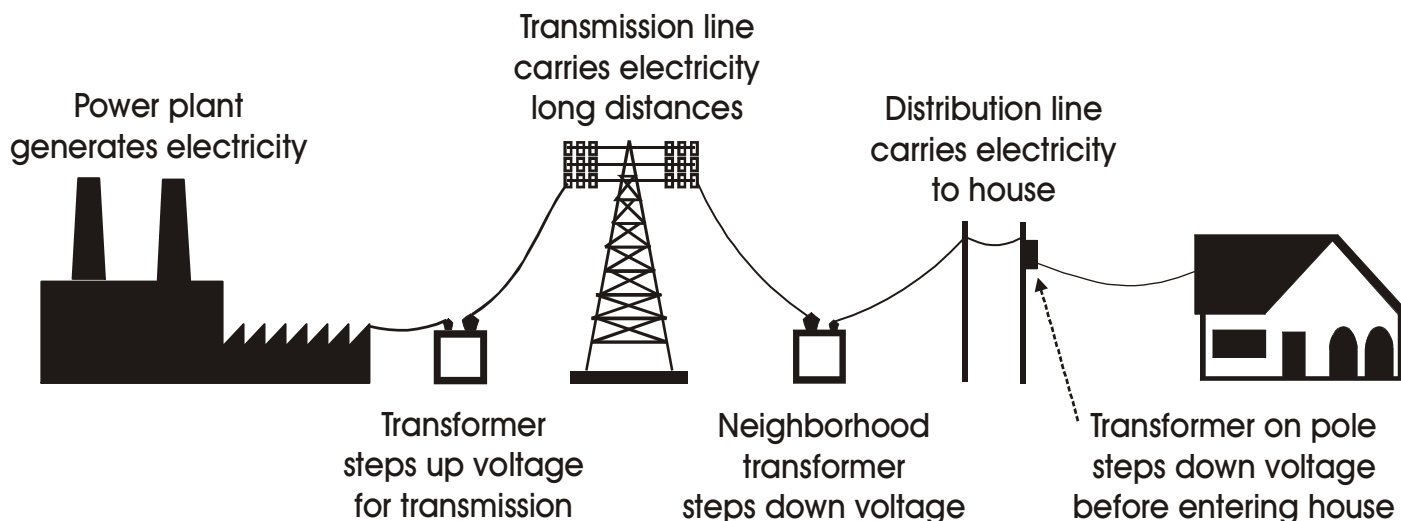 Power plant
generates electricity
Transmission line
carries electricity
long distances
Distribution line
carries electricity
to house
Transformer
steps up voltage
for transmission
Neighborhood
transformer
steps down voltage
Transformer on pole
steps down voltage
before entering house